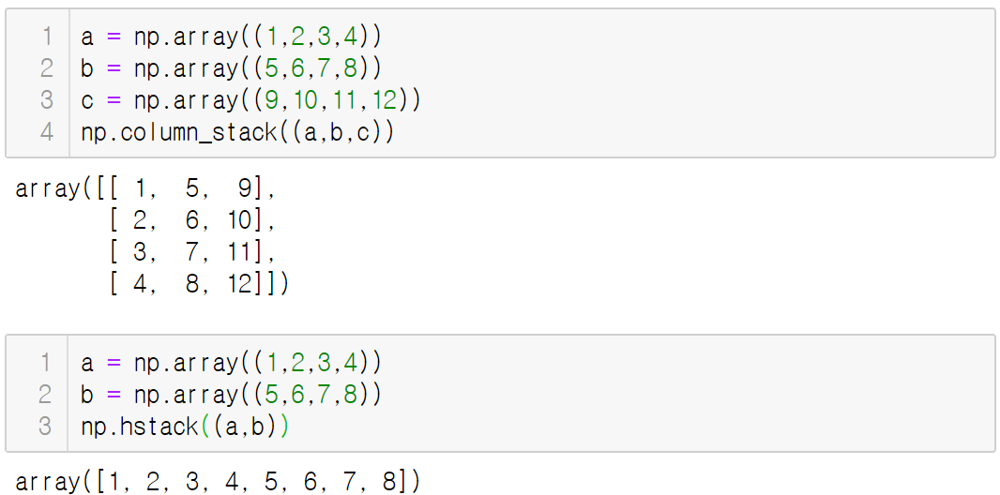 1 a = np.array((1,2,3,4))
2 b = np.array((5,6,7,8))
3 c = np.array((9,10,11,12))
4 np.column_stack((a,b,c))
array([[ 1,  5,  9],
       [ 2,  6, 10],
       [ 3,  7, 11],
       [ 4,  8, 12]])
1 a = np.array((1,2,3,4))
2 b = np.array((5,6,7,8))
3 np.hstack((a,b))
array([1, 2, 3, 4, 5, 6, 7, 8])